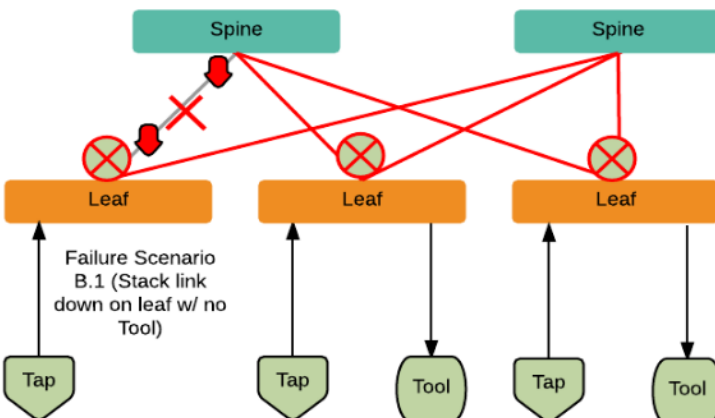 Spine
Spine
Leaf
Leaf
Leaf
Failure Scenario
B.1 (Stack link
down on leaf w/ no
Tool)
Tap
Tap
Tool
Tap
Tool